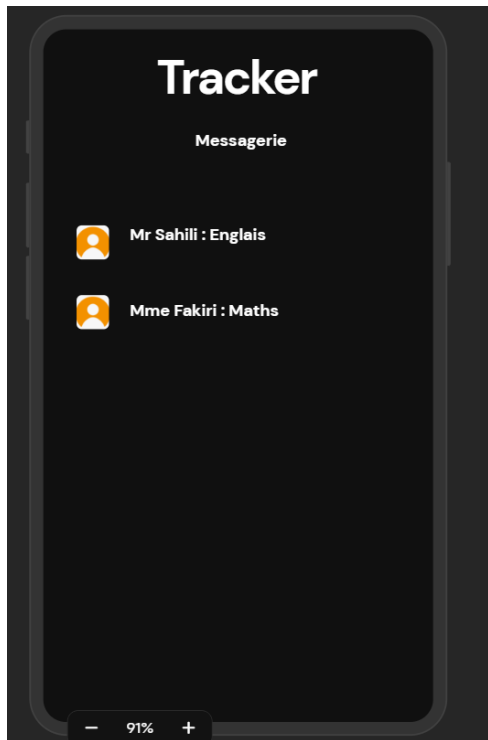 Tracker
Messagerie
Mr Sahili : Englais
Mme Fakiri : Maths
− 91% +